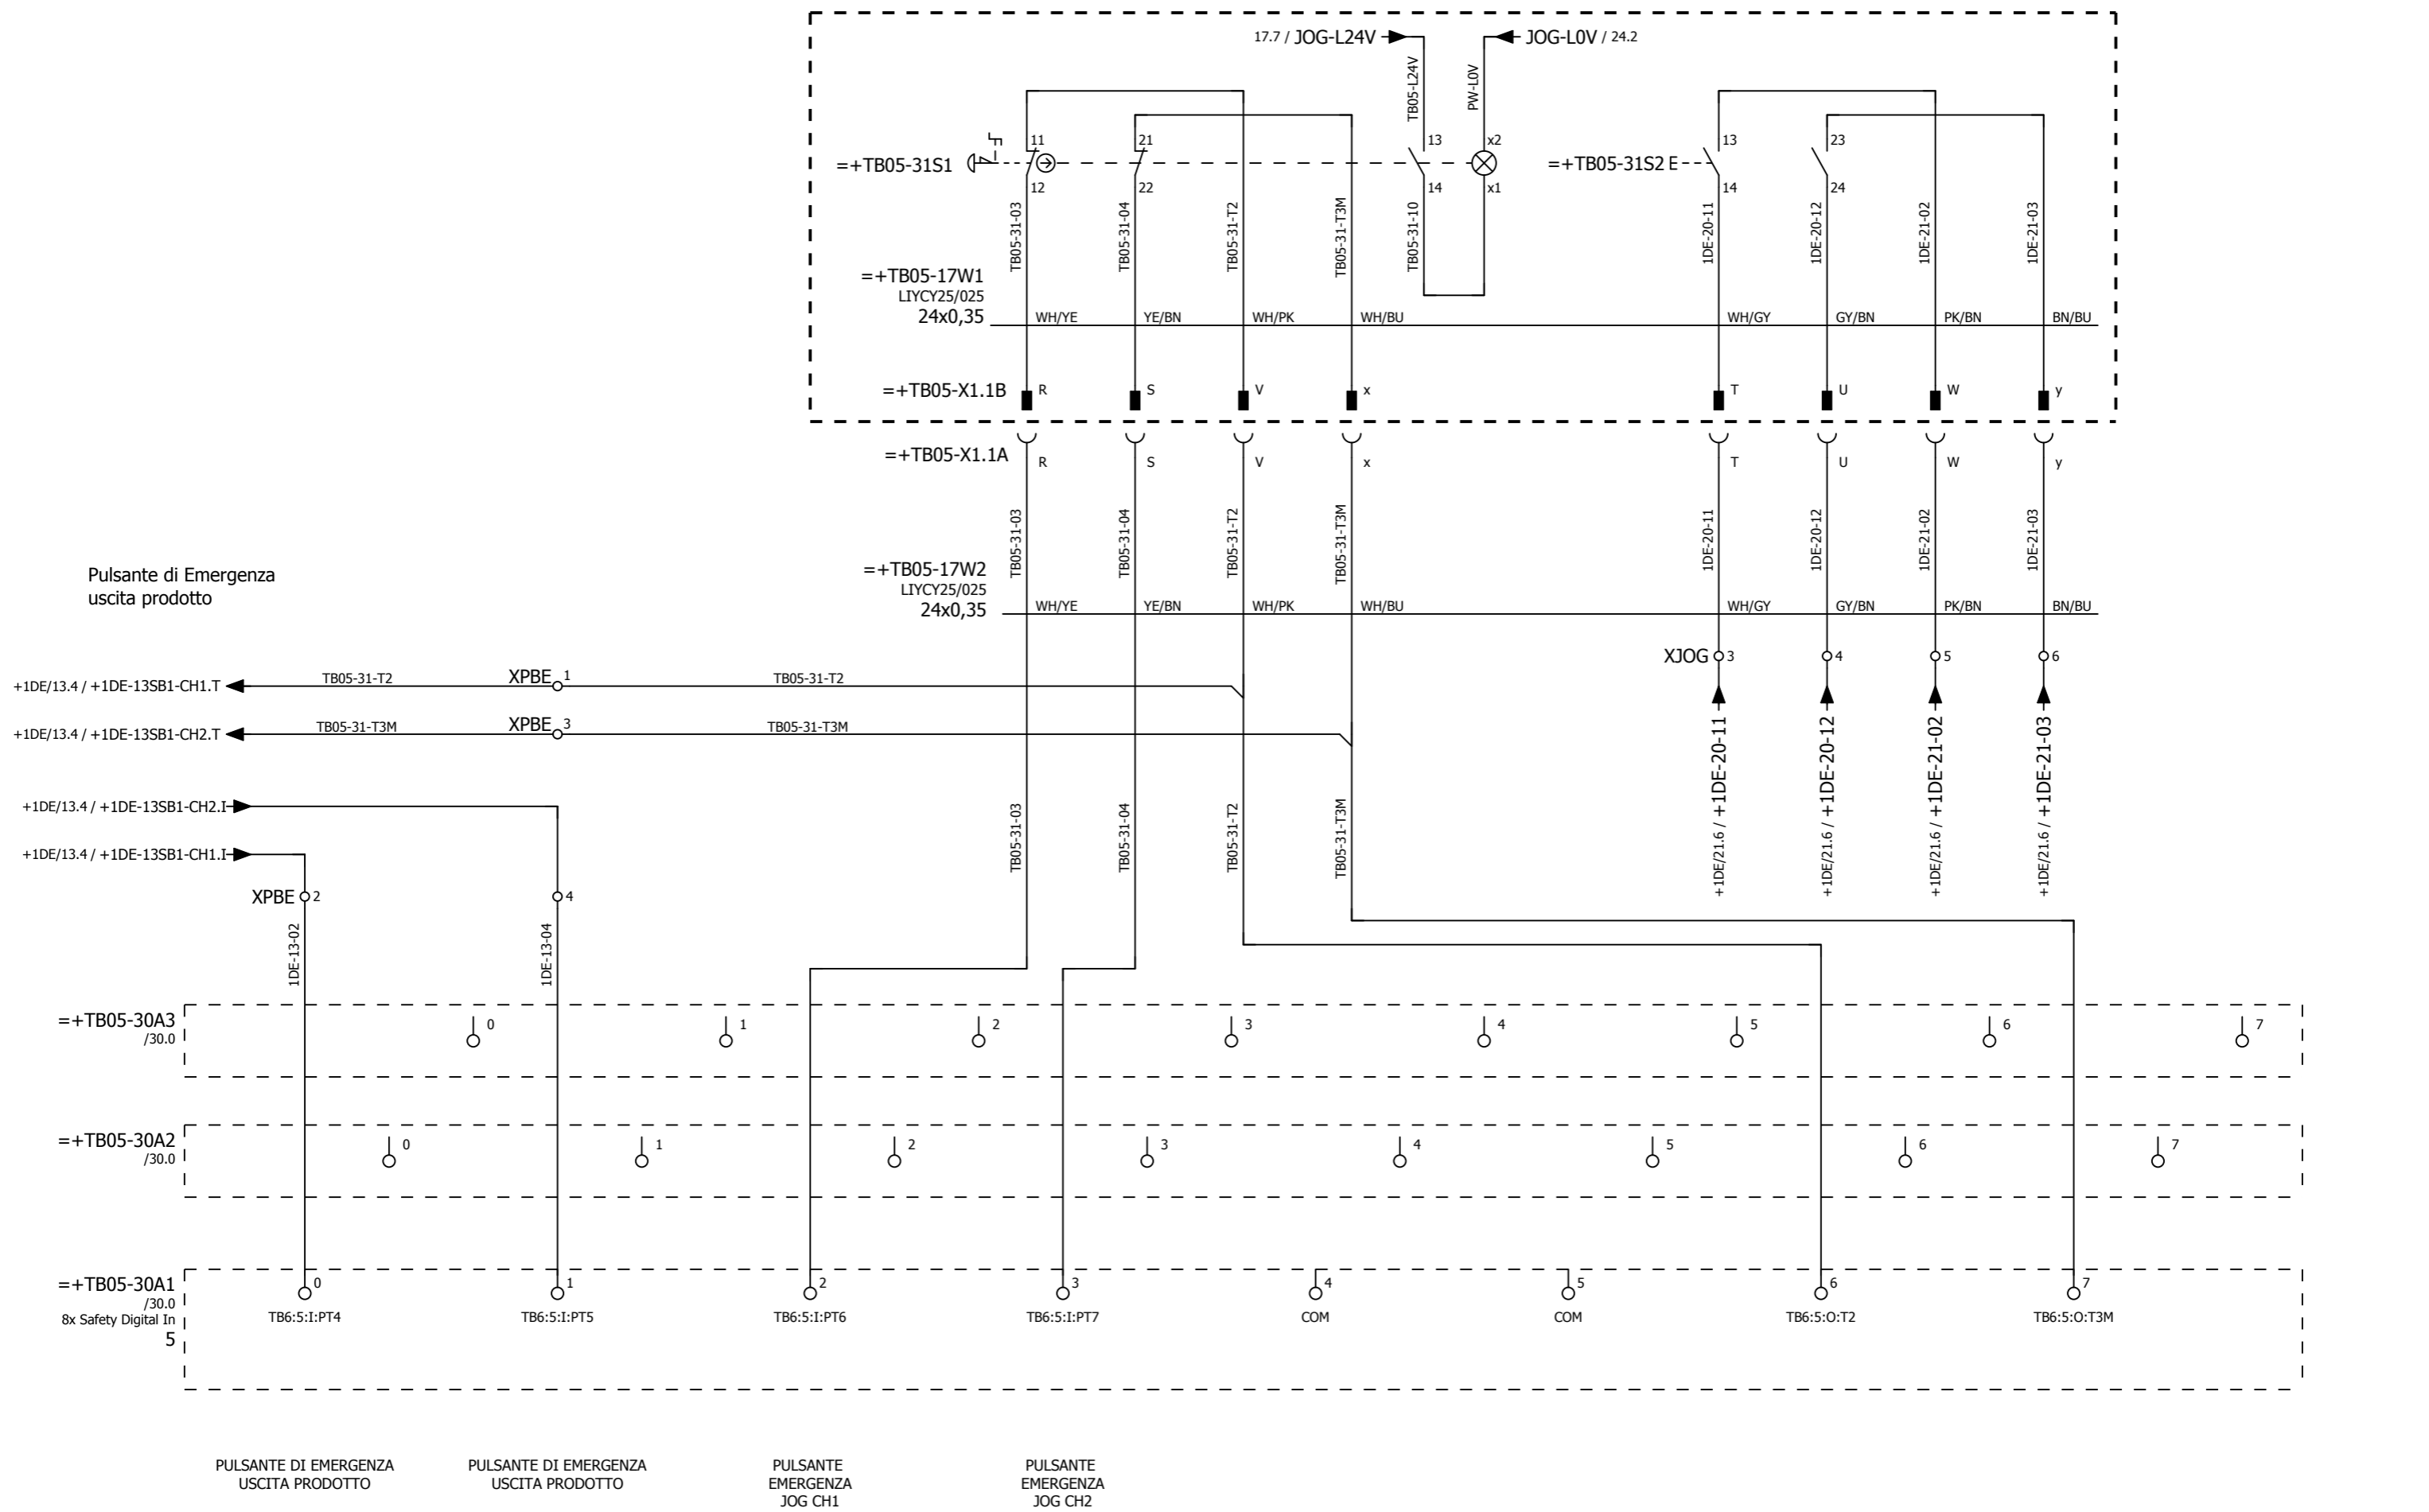 17.7 / JOG-L24V
JOG-L0V / 24.2
TB05-L24V
PW-L0V
=+TB05-31S1
11
12
21
22
13
14
x2
x1
=+TB05-31S2 E
13
14
23
24
TB05-31-03
TB05-31-04
TB05-31-T2
TB05-31-T3M
TB05-31-10
1DE-20-11
1DE-20-12
1DE-21-02
1DE-21-03
=+TB05-17W1
LIYCY25/025
24x0,35
WH/YE
YE/BN
WH/PK
WH/BU
WH/GY
GY/BN
PK/BN
BN/BU
=+TB05-X1.1B
R
S
V
x
T
U
W
y
=+TB05-X1.1A
R
S
V
x
T
U
W
y
TB05-31-03
TB05-31-04
TB05-31-T2
TB05-31-T3M
1DE-20-11
1DE-20-12
1DE-21-02
1DE-21-03
Pulsante di Emergenza
uscita prodotto
=+TB05-17W2
LIYCY25/025
24x0,35
WH/YE
YE/BN
WH/PK
WH/BU
WH/GY
GY/BN
PK/BN
BN/BU
XJOG
3
4
5
6
+1DE/13.4 / +1DE-13SB1-CH1.T
TB05-31-T2
XPBE
1
TB05-31-T2
+1DE/13.4 / +1DE-13SB1-CH2.T
TB05-31-T3M
XPBE
3
TB05-31-T3M
+1DE/21.6 / +1DE-20-11
+1DE/21.6 / +1DE-20-12
+1DE/21.6 / +1DE-21-02
+1DE/21.6 / +1DE-21-03
+1DE/13.4 / +1DE-13SB1-CH2.I
+1DE/13.4 / +1DE-13SB1-CH1.I
TB05-31-03
TB05-31-04
TB05-31-T2
TB05-31-T3M
XPBE
2
4
1DE-13-02
1DE-13-04
=+TB05-30A3
/30.0
0
1
2
3
4
5
6
7
=+TB05-30A2
/30.0
0
1
2
3
4
5
6
7
=+TB05-30A1
/30.0
8x Safety Digital In
5
0
1
2
3
4
5
6
7
TB6:5:I:PT4
TB6:5:I:PT5
TB6:5:I:PT6
TB6:5:I:PT7
COM
COM
TB6:5:O:T2
TB6:5:O:T3M
PULSANTE DI EMERGENZA
USCITA PRODOTTO
PULSANTE DI EMERGENZA
USCITA PRODOTTO
PULSANTE
EMERGENZA
JOG CH1
PULSANTE
EMERGENZA
JOG CH2